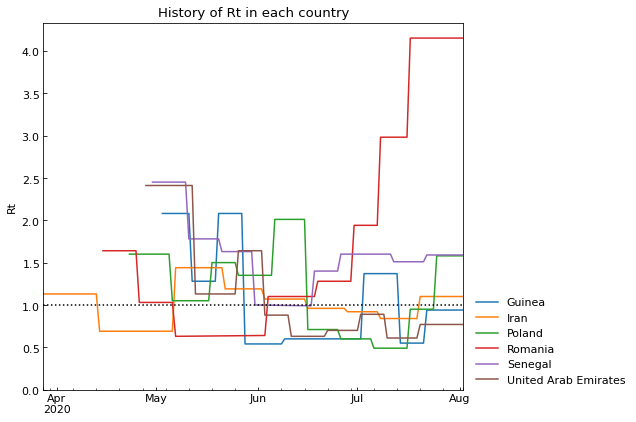 History of Rt in each country
Rt
4.0
3.5
3.0
2.5
2.0
1.5
1.0
0.5
0.0
Apr
2020
May
Jun
Jul
Aug
Guinea
Iran
Poland
Romania
Senegal
United Arab Emirates